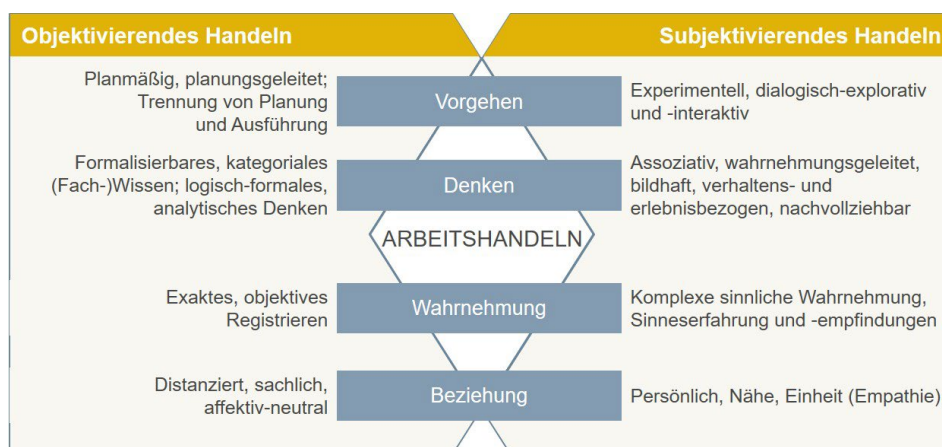 Objektivierendes Handeln
Subjektivierendes Handeln
Planmäßig, planungsgeleitet;
Trennung von Planung
und Ausführung
Vorgehen
Experimentell, dialogisch-explorativ
und -interaktiv
Formalisierbares, kategoriales
(Fach-)Wissen; logisch-formales,
analytisches Denken
Denken
Assoziativ, wahrnehmungsgeleitet,
bildhaft, verhaltens- und
erlebnisbezogen, nachvollziehbar
ARBEITSHANDELN
Exaktes, objektives
Registrieren
Wahrnehmung
Komplexe sinnliche Wahrnehmung,
Sinneserfahrung und -empfindungen
Distanziert, sachlich,
affektiv-neutral
Beziehung
Persönlich, Nähe, Einheit (Empathie)